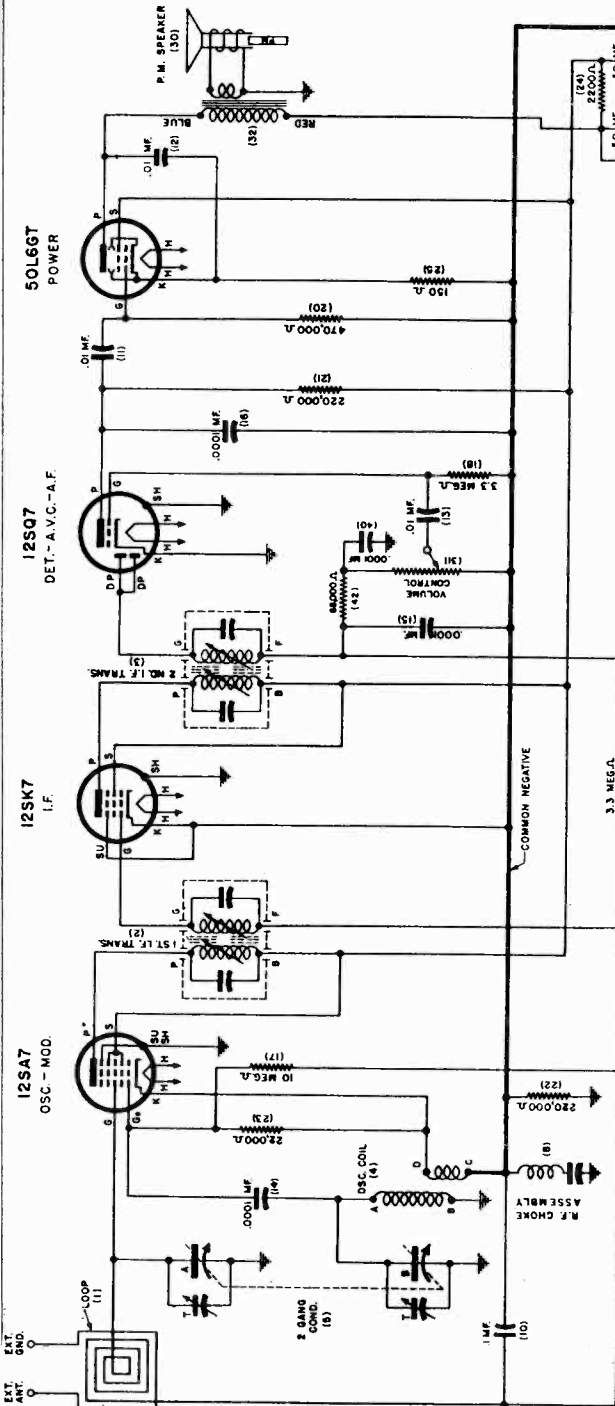 EXT. ANT.
EXT. GND.
LOOP
(1)
12SA7
OSC.-MOD.
P
S
SU
SH
G
Go
K
H
H
1 ST. I.F. TRANS.
(2)
P
G
B
F
12SK7
I.F.
P
S
SU
SH
G
K
H
H
2 ND. I.F. TRANS.
(3)
P
G
B
F
12SQ7
DET.-A.V.C.-A.F.
P
G
DP
DP
SH
K
H
H
50L6GT
POWER
P
S
G
K
H
H
.01 MF.
(11)
.01 MF.
(12)
BLUE
RED
(32)
P.M. SPEAKER
(30)
PM
T
A
2 GANG
COND.
(5)
T
B
.0001 MF.
(14)
22,000 Ω
(23)
10 MEG.Ω
(17)
OSC. COIL
(4)
A
B
D
C
R.F. CHOKE
ASSEMBLY
(8)
220,000 Ω
(22)
.1 MF.
(10)
COMMON NEGATIVE
3.3 MEG.Ω
(42)
.0001 MF
(40)
.0001
MF.
(15)
VOLUME
CONTROL
(31)
.01 MF.
(13)
3.3 MEG.Ω
(18)
.0001 MF.
(16)
220,000 Ω
(21)
470,000 Ω
(20)
150 Ω
(25)
(24)
2200 Ω